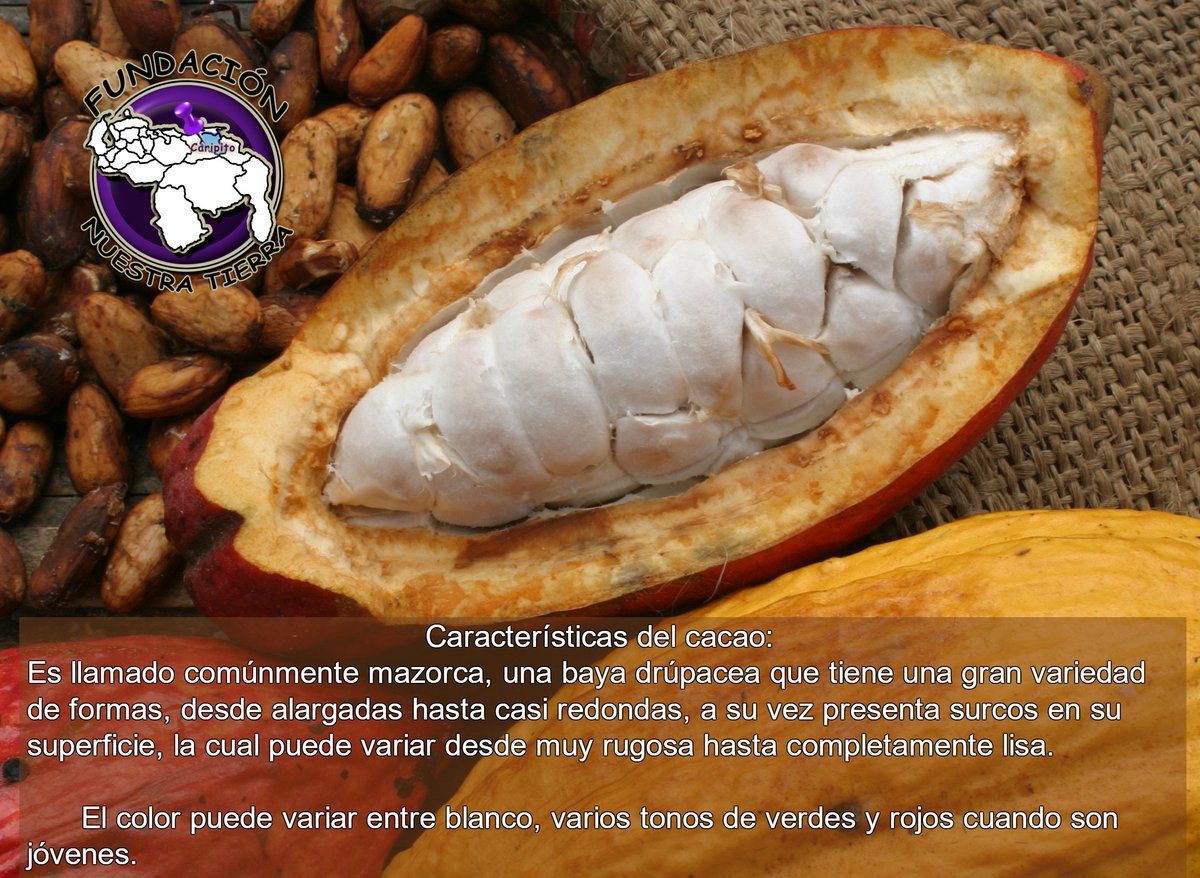 FUNDACIÓN
Caripito
NUESTRA TIERRA
Características del cacao:
Es llamado comúnmente mazorca, una baya drúpacea que tiene una gran variedad
de formas, desde alargadas hasta casi redondas, a su vez presenta surcos en su
superficie, la cual puede variar desde muy rugosa hasta completamente lisa.
El color puede variar entre blanco, varios tonos de verdes y rojos cuando son
jóvenes.